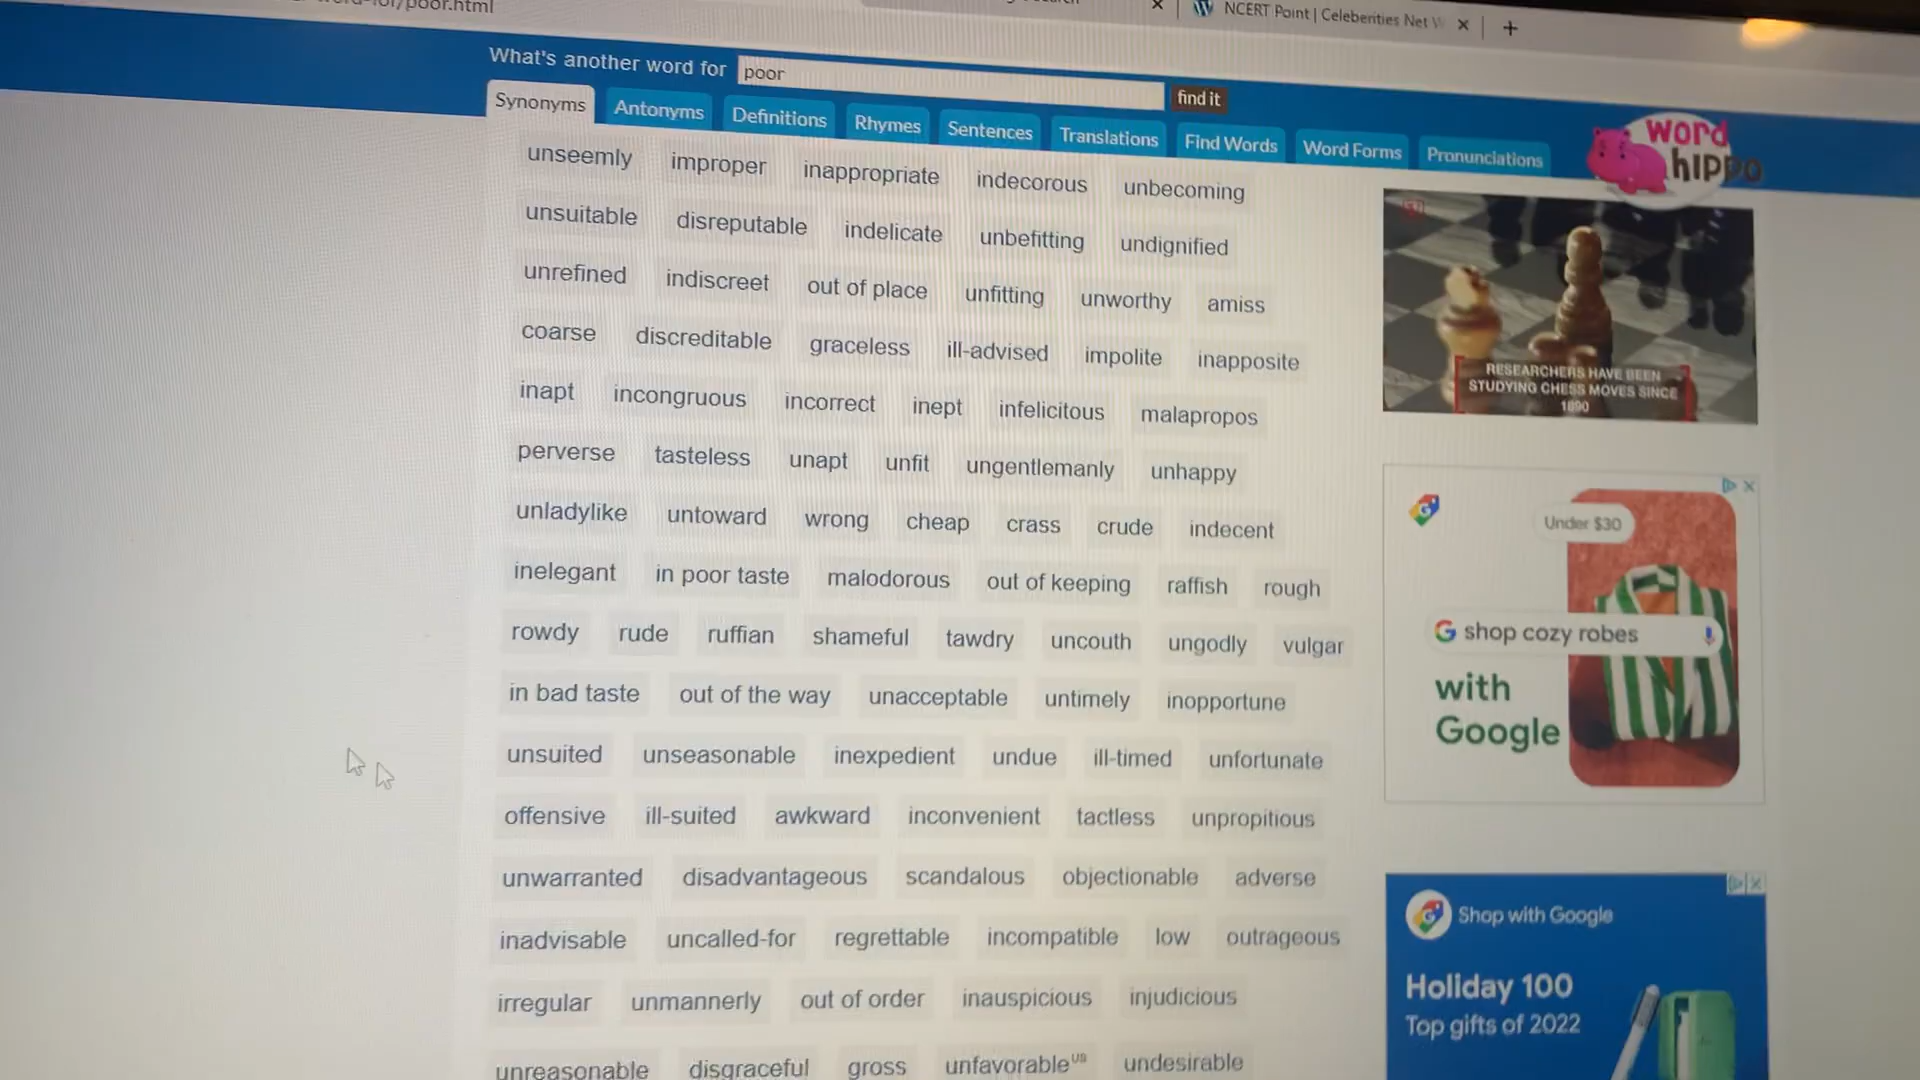 poor.html
NCERT Point | Celeberities Net W
What's another word for poor find it
Synonyms Antonyms Definitions Rhymes Sentences Translations Find Words Word Forms Pronunciations
word hippo
unseemly improper inappropriate indecorous unbecoming
unsuitable disreputable indelicate unbefitting undignified
unrefined indiscreet out of place unfitting unworthy amiss
coarse discreditable graceless ill-advised impolite inapposite
inapt incongruous incorrect inept infelicitous malapropos
perverse tasteless unapt unfit ungentlemanly unhappy
unladylike untoward wrong cheap crass crude indecent
inelegant in poor taste malodorous out of keeping raffish rough
rowdy rude ruffian shameful tawdry uncouth ungodly vulgar
in bad taste out of the way unacceptable untimely inopportune
unsuited unseasonable inexpedient undue ill-timed unfortunate
offensive ill-suited awkward inconvenient tactless unpropitious
unwarranted disadvantageous scandalous objectionable adverse
inadvisable uncalled-for regrettable incompatible low outrageous
irregular unmannerly out of order inauspicious injudicious
unreasonable disgraceful gross unfavorable US undesirable
RESEARCHERS HAVE BEEN
STUDYING CHESS MOVES SINCE
1890
Under $30
G shop cozy robes
with
Google
Shop with Google
Holiday 100
Top gifts of 2022